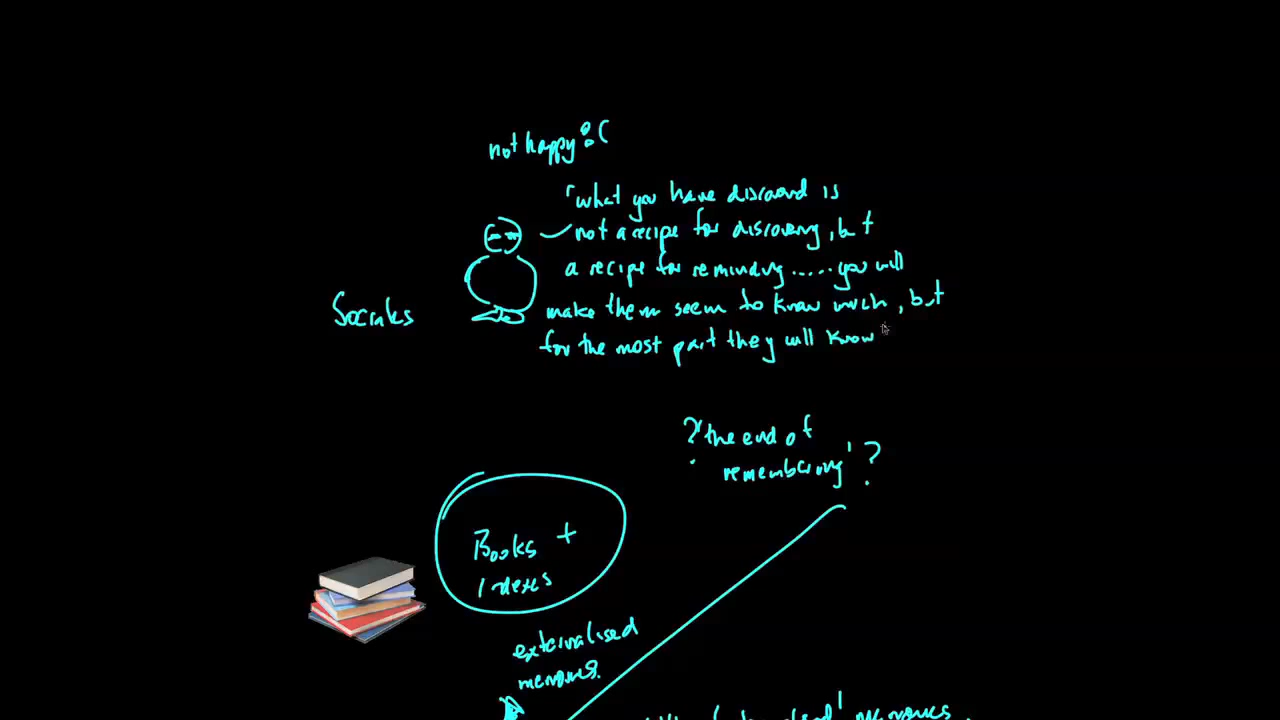 not happy :(
"what you have discovered is
not a recipe for discovering, but
a recipe for reminding ..... you will
Socrates
make them seem to know much, but
for the most part they will know
? 'the end of
remembering' ?
Books +
Indexes
externalised
memories.
memories